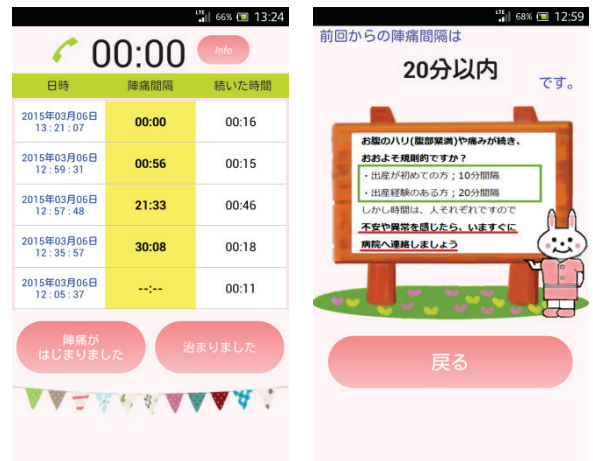 LTE 66% 13:24
00:00 Info
日時 陣痛間隔 続いた時間
2015年03月06日
13:21:07 00:00 00:16
2015年03月06日
12:59:31 00:56 00:15
2015年03月06日
12:57:48 21:33 00:46
2015年03月06日
12:35:57 30:08 00:18
2015年03月06日
12:05:37 --:-- 00:11
陣痛が
はじまりました
治まりました
LTE 68% 12:59
前回からの陣痛間隔は
20分以内
です。
お腹のハリ(腹部緊満)や痛みが続き、
おおよそ規則的ですか？
・出産が初めての方；10分間隔
・出産経験のある方；20分間隔
しかし時間は、人それぞれですので
不安や異常を感じたら、いますぐに
病院へ連絡しましょう
戻る